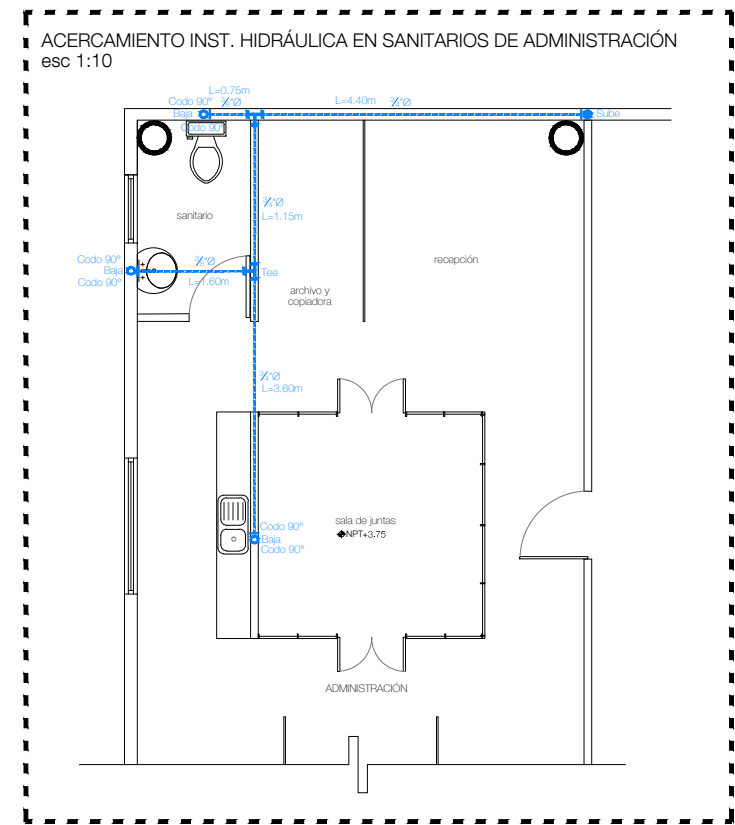 ACERCAMIENTO INST. HIDRÁULICA EN SANITARIOS DE ADMINISTRACIÓN
esc 1:10
L=0.75m
Codo 90°
L=4.40m
Baja
Sube
Codo 90°
sanitario
L=1.15m
Codo 90°
Baja
Tee
Codo 90°
L=1.60m
recepción
archivo y
copiadora
L=3.60m
sala de juntas
NPT+3.75
Codo 90°
Baja
Codo 90°
ADMINISTRACIÓN